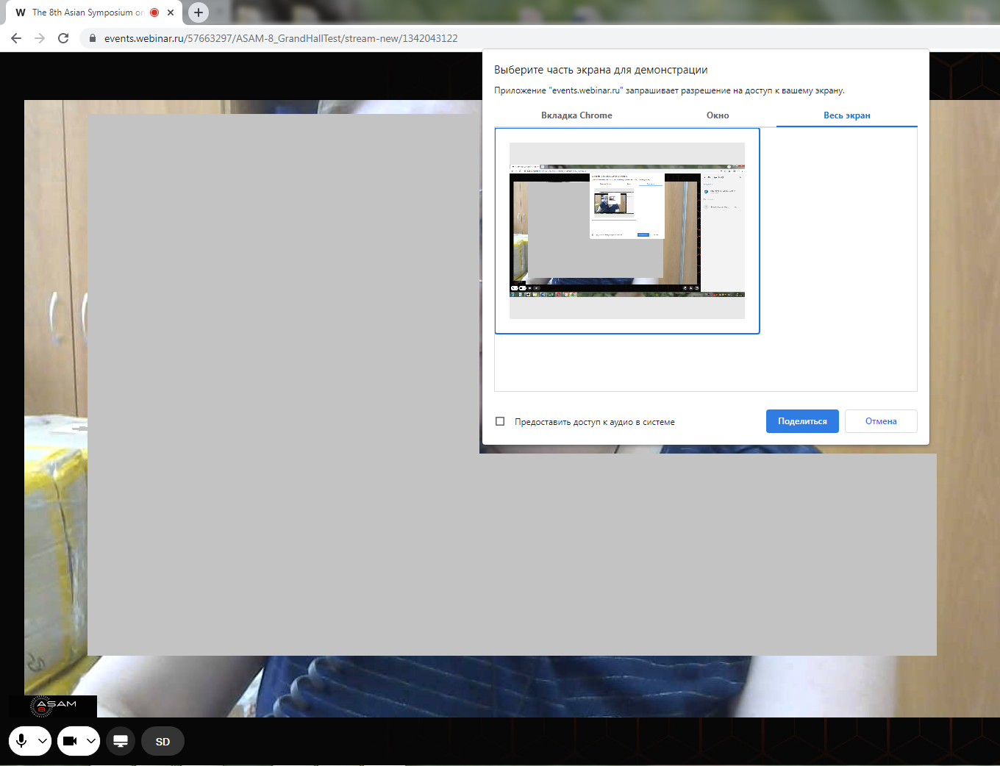 W The 8th Asian Symposium on
events.webinar.ru/57663297/ASAM-8_GrandHallTest/stream-new/1342043122
Выберите часть экрана для демонстрации
Приложение "events.webinar.ru" запрашивает разрешение на доступ к вашему экрану.
Вкладка Chrome
Окно
Весь экран
Предоставить доступ к аудио в системе
Поделиться
Отмена
ASAM
8
SD